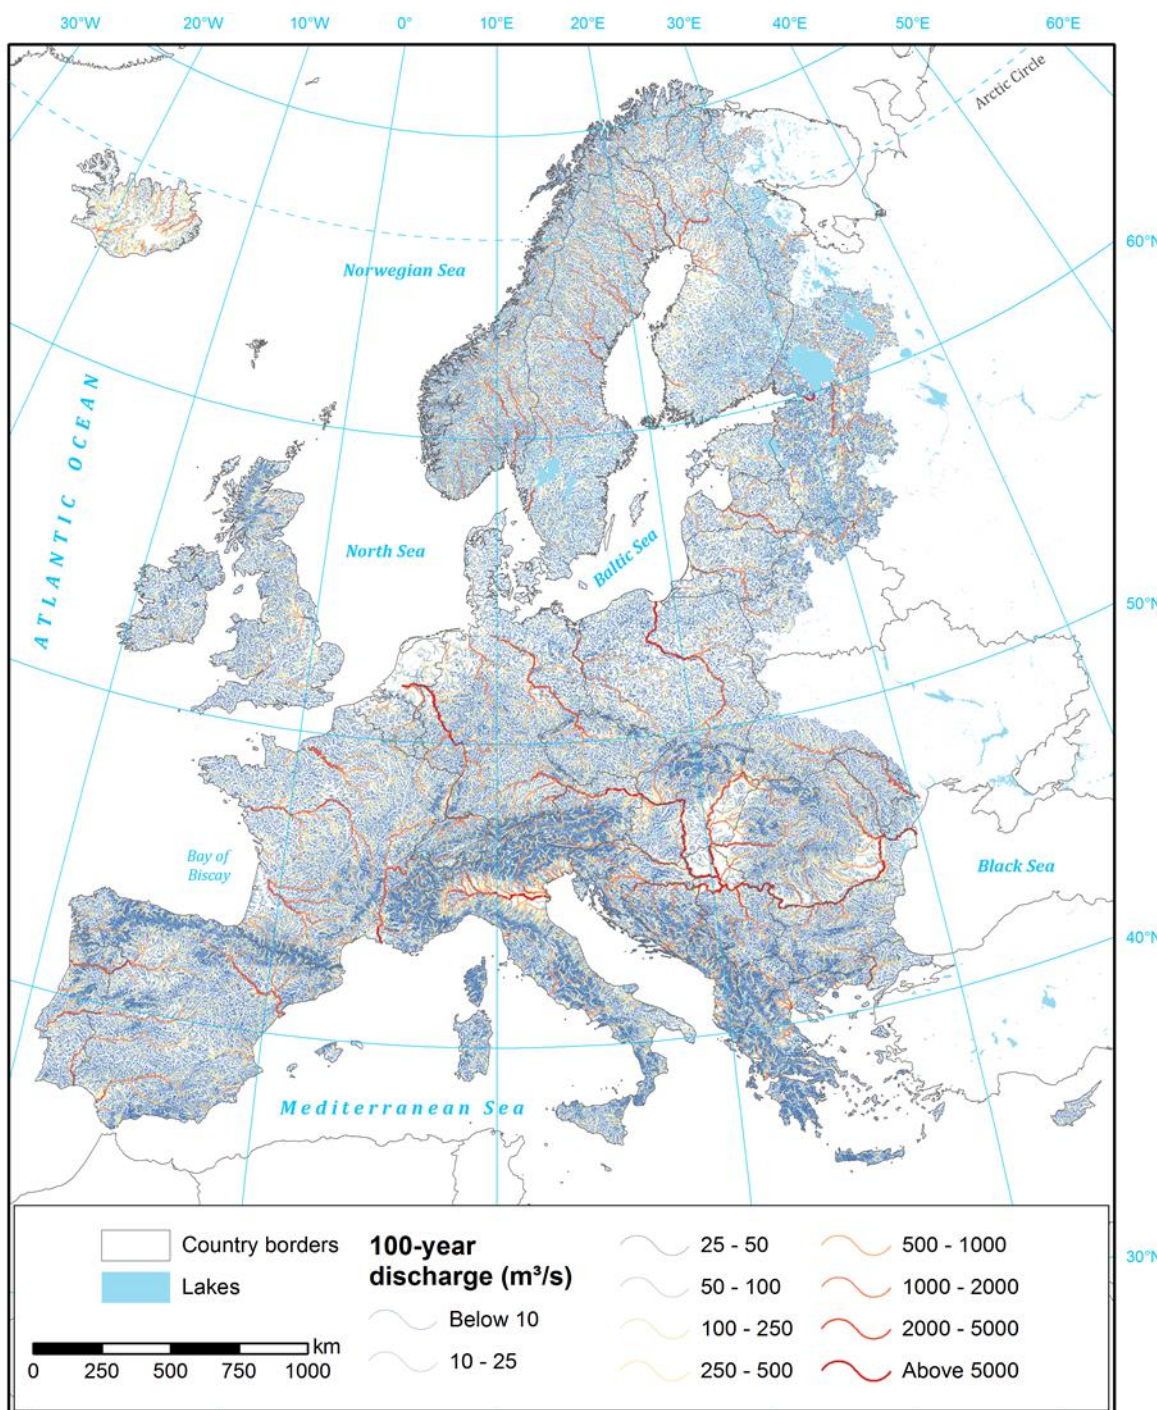 30°W 20°W 10°W 0° 10°E 20°E 30°E 40°E 50°E 60°E
Arctic Circle
60°N
Norwegian Sea
ATLANTIC OCEAN
North Sea
Baltic Sea
50°N
Bay of
Biscay
Black Sea
40°N
Mediterranean Sea
30°N
Country borders
Lakes
km
0 250 500 750 1000
100-year
discharge (m³/s)
Below 10
10 - 25
25 - 50
50 - 100
100 - 250
250 - 500
500 - 1000
1000 - 2000
2000 - 5000
Above 5000